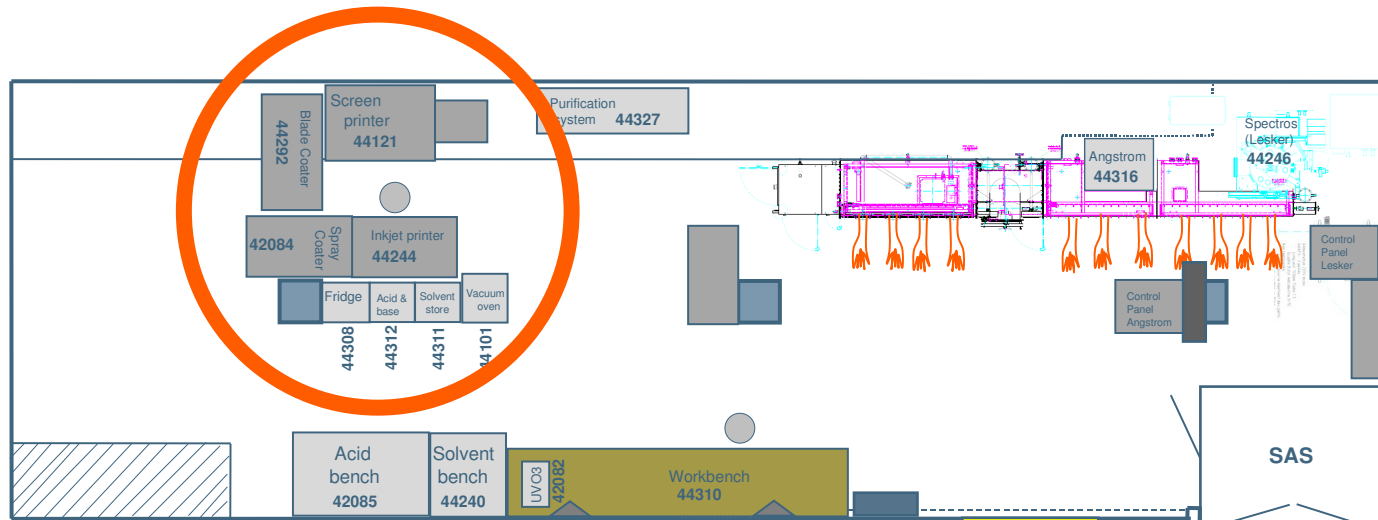 Screen
printer
44121
Blade Coater
44292
Purification
system 44327
Spectros
(Lesker)
44246
Angstrom
44316
42084
Spray
Coater
Inkjet printer
44244
Control
Panel
Lesker
Fridge
44308
Acid &
base
44312
Solvent
store
44311
Vacuum
oven
44101
Control
Panel
Angstrom
Acid
bench
42085
Solvent
bench
44240
UVO3
42082
Workbench
44310
SAS